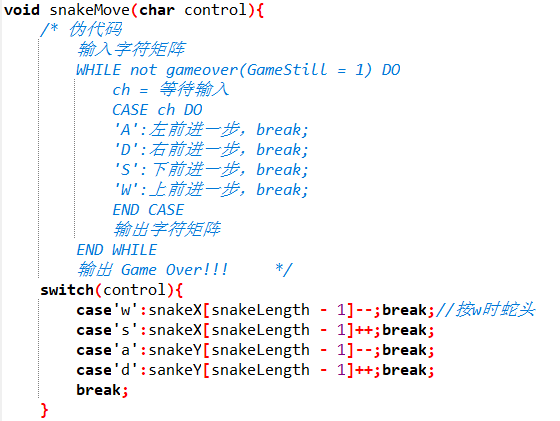 void snakeMove(char control){
/* 伪代码
输入字符矩阵
WHILE not gameover(GameStill = 1) DO
ch = 等待输入
CASE ch DO
'A':左前进一步，break;
'D':右前进一步，break;
'S':下前进一步，break;
'W':上前进一步，break;
END CASE
输出字符矩阵
END WHILE
输出 Game Over!!! */
switch(control){
case'w':snakeX[snakeLength - 1]--;break;//按w时蛇头
case's':snakeX[snakeLength - 1]++;break;
case'a':snakeY[snakeLength - 1]--;break;
case'd':sankeY[snakeLength - 1]++;break;
break;
}